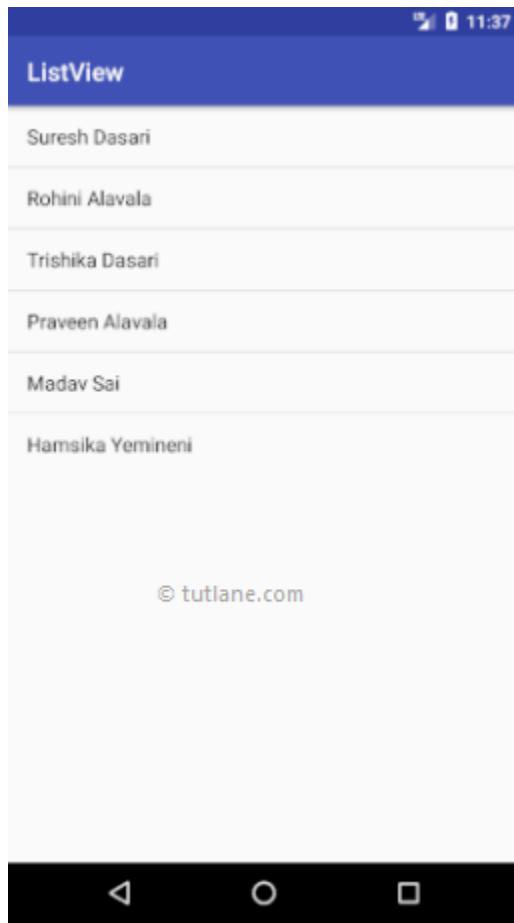 11:37
ListView
Suresh Dasari
Rohini Alavala
Trishika Dasari
Praveen Alavala
Madav Sai
Hamsika Yemineni
© tutlane.com